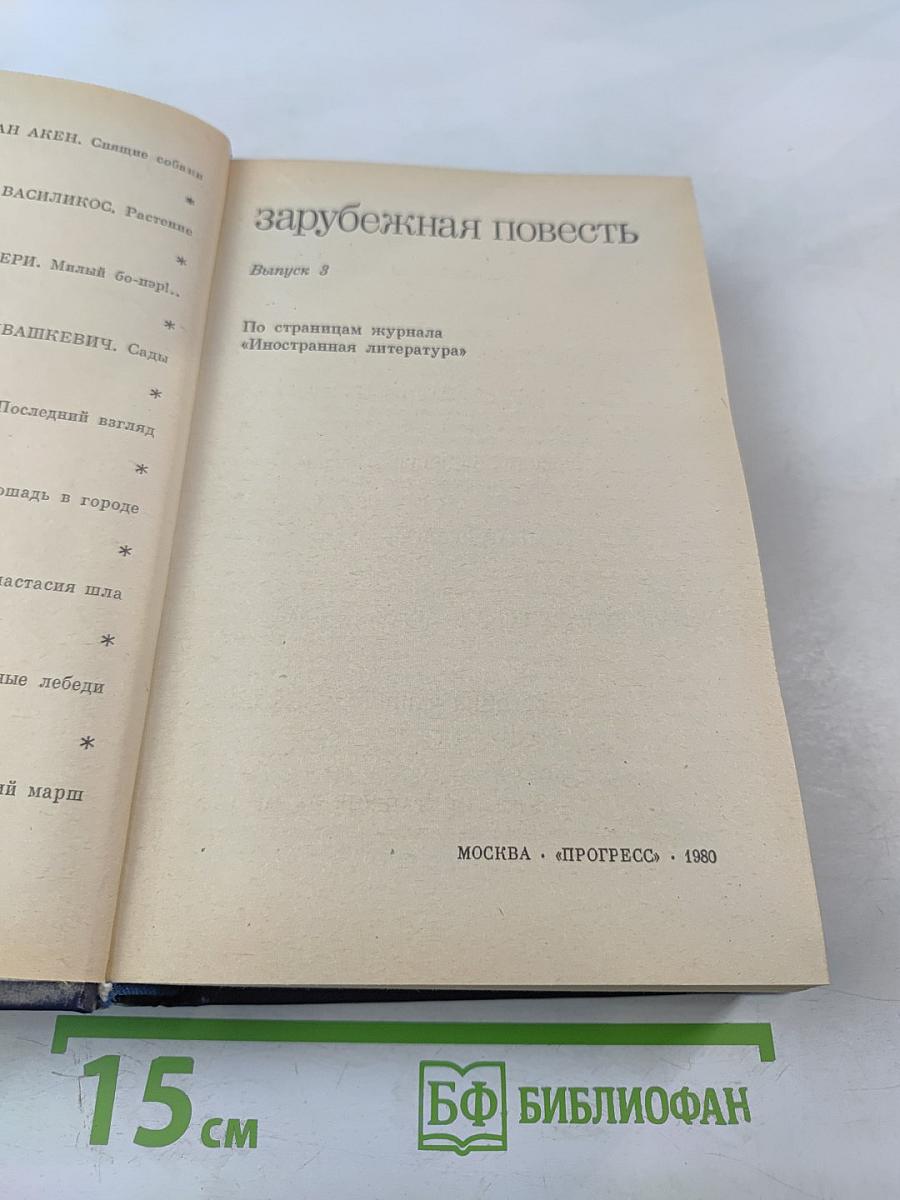 АН АКЕН. Спящие собаки
*
ВАСИЛИКОС. Растение
*
ЕРИ. Милый бо-пэр!..
*
ВАШКЕВИЧ. Сады
*
Последний взгляд
*
ошадь в городе
*
настасия шла
*
ные лебеди
*
ий марш
зарубежная повесть
Выпуск 3
По страницам журнала
«Иностранная литература»
МОСКВА · «ПРОГРЕСС» · 1980
15 см
БФ БИБЛИОФАН